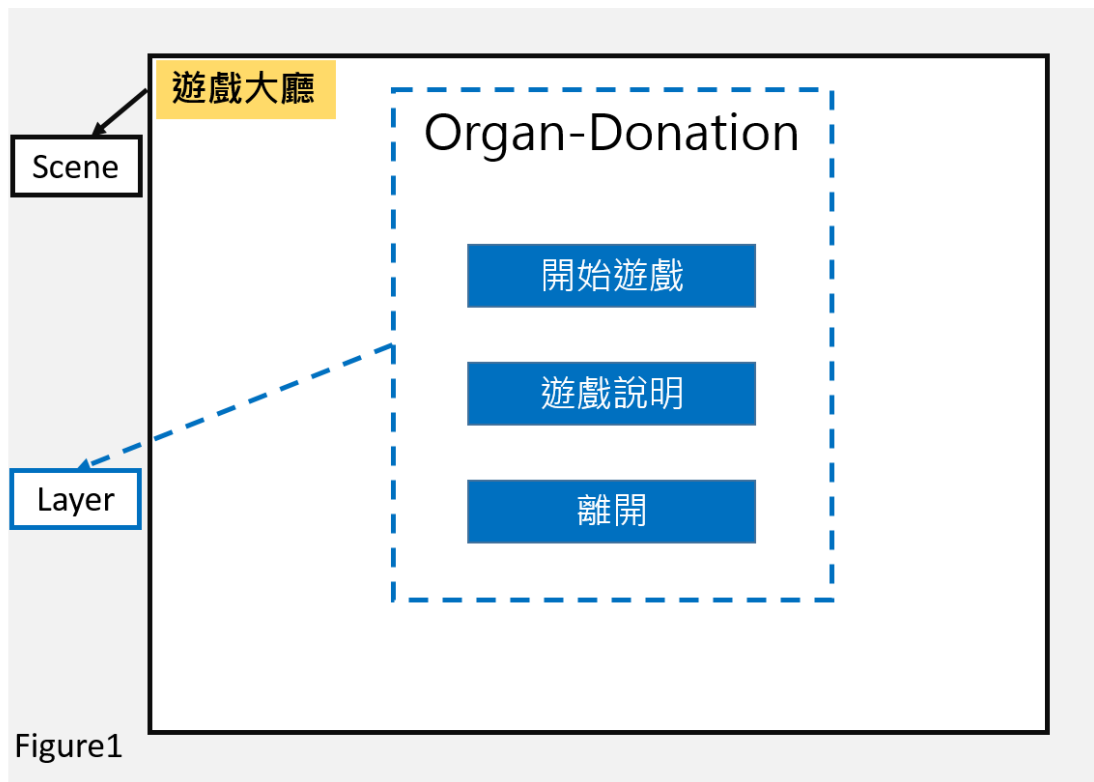 遊戲大廳
Scene
Organ-Donation
開始遊戲
遊戲說明
離開
Layer
Figure1